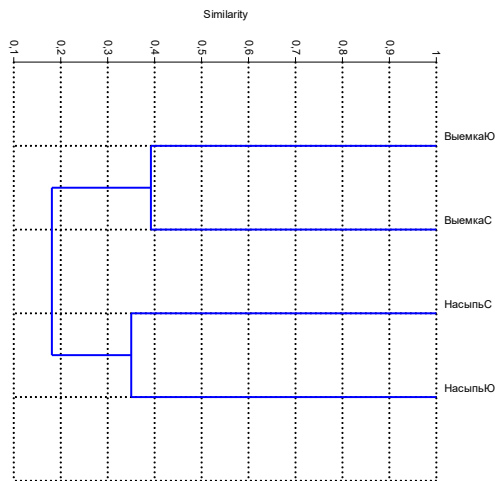 Similarity
0,1 0,2 0,3 0,4 0,5 0,6 0,7 0,8 0,9 1
ВыемкаЮ
ВыемкаС
НасыпьС
НасыпьЮ